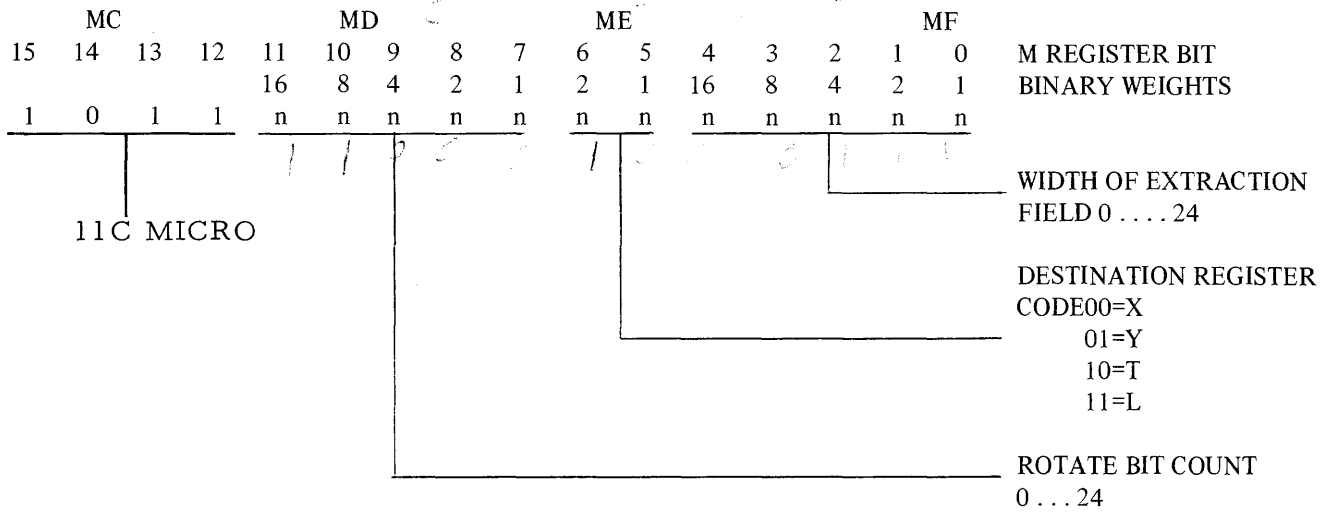 MC MD ME MF
15 14 13 12 11 10 9 8 7 6 5 4 3 2 1 0 M REGISTER BIT
16 8 4 2 1 2 1 16 8 4 2 1 BINARY WEIGHTS
1 0 1 1 n n n n n n n n n n n n
WIDTH OF EXTRACTION
FIELD 0 .... 24
11C MICRO
DESTINATION REGISTER
CODE00=X
01=Y
10=T
11=L
ROTATE BIT COUNT
0 ... 24